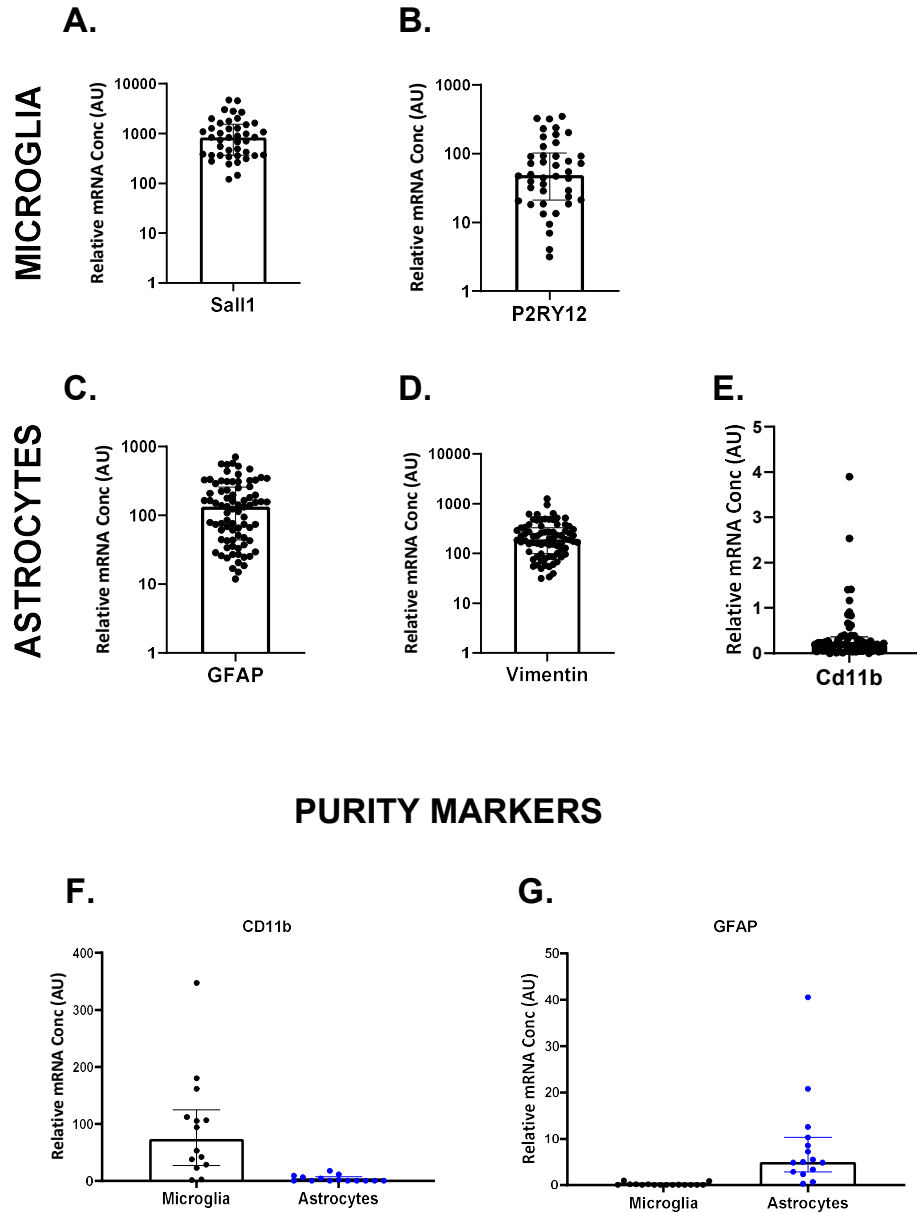 A.
B.
MICROGLIA
Relative mRNA Conc (AU)
10000
1000
100
10
1
Sall1
Relative mRNA Conc (AU)
1000
100
10
1
P2RY12
C.
D.
E.
ASTROCYTES
Relative mRNA Conc (AU)
1000
100
10
1
GFAP
Relative mRNA Conc (AU)
10000
1000
100
10
1
Vimentin
Relative mRNA Conc (AU)
5
4
3
2
1
0
Cd11b
PURITY MARKERS
F.
G.
CD11b
Relative mRNA Conc (AU)
400
300
200
100
0
Microglia
Astrocytes
GFAP
Relative mRNA Conc (AU)
50
40
30
20
10
0
Microglia
Astrocytes